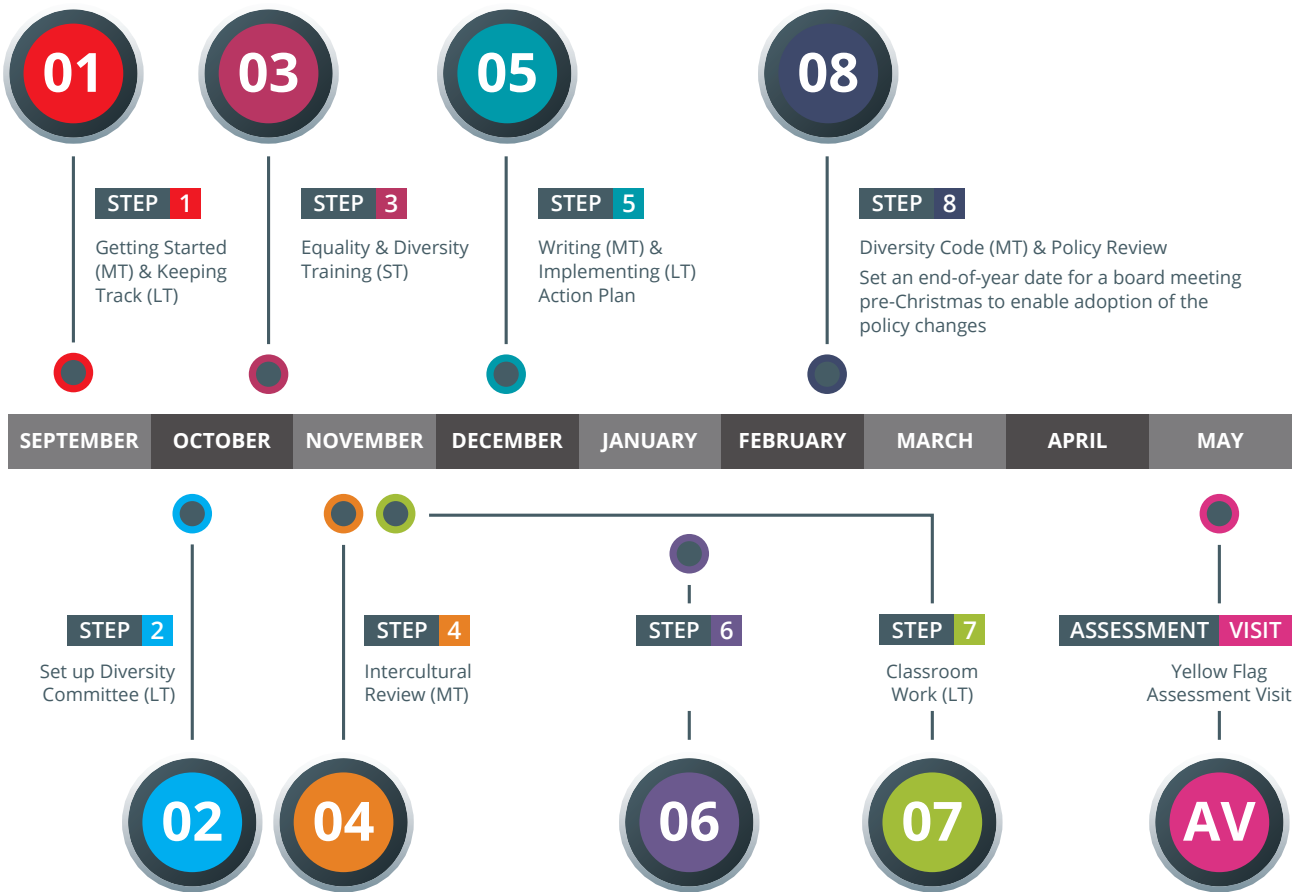 01
03
05
08
STEP 1
Getting Started
(MT) & Keeping
Track (LT)
STEP 3
Equality & Diversity
Training (ST)
STEP 5
Writing (MT) &
Implementing (LT)
Action Plan
STEP 8
Diversity Code (MT) & Policy Review
Set an end-of-year date for a board meeting
pre-Christmas to enable adoption of the
policy changes
SEPTEMBER
OCTOBER
NOVEMBER
DECEMBER
JANUARY
FEBRUARY
MARCH
APRIL
MAY
STEP 2
Set up Diversity
Committee (LT)
STEP 4
Intercultural
Review (MT)
STEP 6
STEP 7
Classroom
Work (LT)
ASSESSMENT VISIT
Yellow Flag
Assessment Visit
02
04
06
07
AV